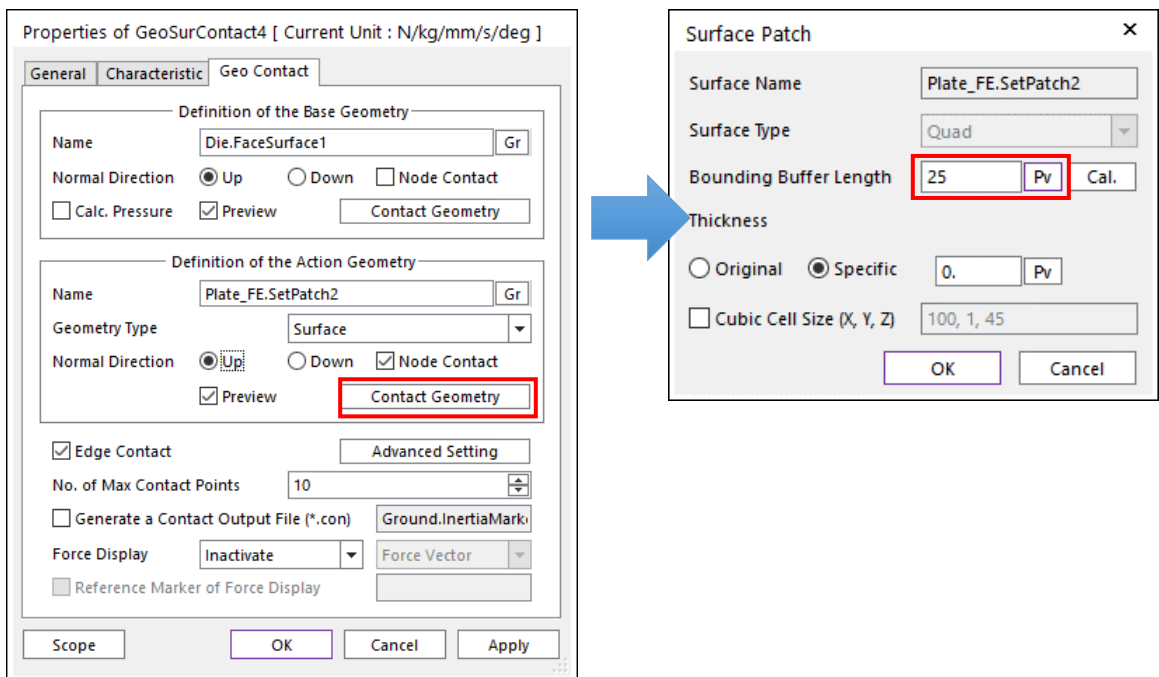 Properties of GeoSurContact4 [ Current Unit : N/kg/mm/s/deg ]
General Characteristic Geo Contact
Definition of the Base Geometry
Name Die.FaceSurface1 Gr
Normal Direction Up Down Node Contact
Calc. Pressure Preview Contact Geometry
Definition of the Action Geometry
Name Plate_FE.SetPatch2 Gr
Geometry Type Surface
Normal Direction Up Down Node Contact
Preview Contact Geometry
Edge Contact Advanced Setting
No. of Max Contact Points 10
Generate a Contact Output File (*.con) Ground.InertiaMark
Force Display Inactivate Force Vector
Reference Marker of Force Display
Scope OK Cancel Apply
Surface Patch
Surface Name Plate_FE.SetPatch2
Surface Type Quad
Bounding Buffer Length 25 Pv Cal.
Thickness
Original Specific 0. Pv
Cubic Cell Size (X, Y, Z) 100, 1, 45
OK Cancel